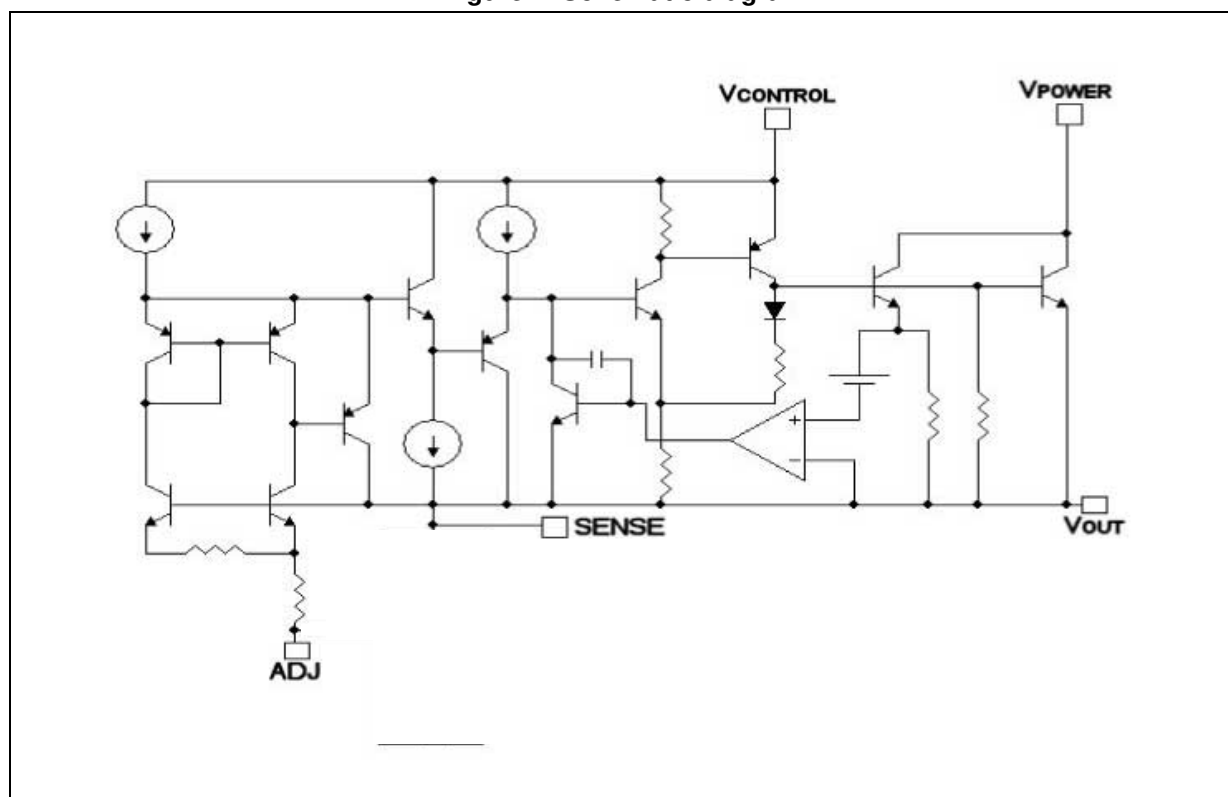 VCONTROL
VPOWER
+
−
SENSE
VOUT
ADJ